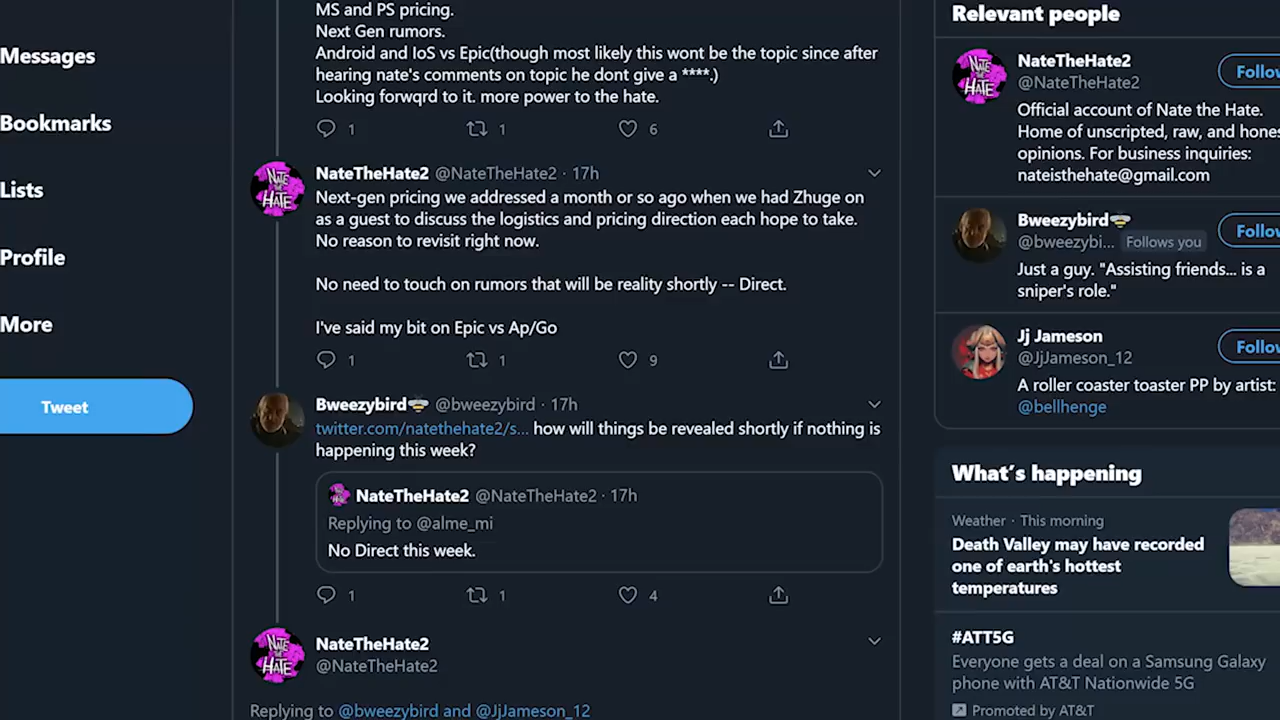 MS and PS pricing.
Next Gen rumors.
Android and IoS vs Epic(though most likely this wont be the topic since after
hearing nate's comments on topic he dont give a ****.)
Looking forwqrd to it. more power to the hate.
1 1 6
NateTheHate2 @NateTheHate2 · 17h
Next-gen pricing we addressed a month or so ago when we had Zhuge on
as a guest to discuss the logistics and pricing direction each hope to take.
No reason to revisit right now.
No need to touch on rumors that will be reality shortly -- Direct.
I've said my bit on Epic vs Ap/Go
1 1 9
Bweezybird @bweezybird · 17h
twitter.com/natethehate2/s... how will things be revealed shortly if nothing is
happening this week?
NateTheHate2 @NateTheHate2 · 17h
Replying to @alme_mi
No Direct this week.
1 1 4
NateTheHate2
@NateTheHate2
Replying to @bweezybird and @JjJameson_12
Messages
Bookmarks
Lists
Profile
More
Tweet
Relevant people
NateTheHate2
@NateTheHate2
Follow
Official account of Nate the Hate.
Home of unscripted, raw, and hones
opinions. For business inquiries:
nateisthehate@gmail.com
Bweezybird
@bweezybi... Follows you
Follow
Just a guy. "Assisting friends... is a
sniper's role."
Jj Jameson
@JjJameson_12
Follow
A roller coaster toaster PP by artist:
@bellhenge
What's happening
Weather · This morning
Death Valley may have recorded
one of earth's hottest
temperatures
#ATT5G
Everyone gets a deal on a Samsung Galaxy
phone with AT&T Nationwide 5G
Promoted by AT&T